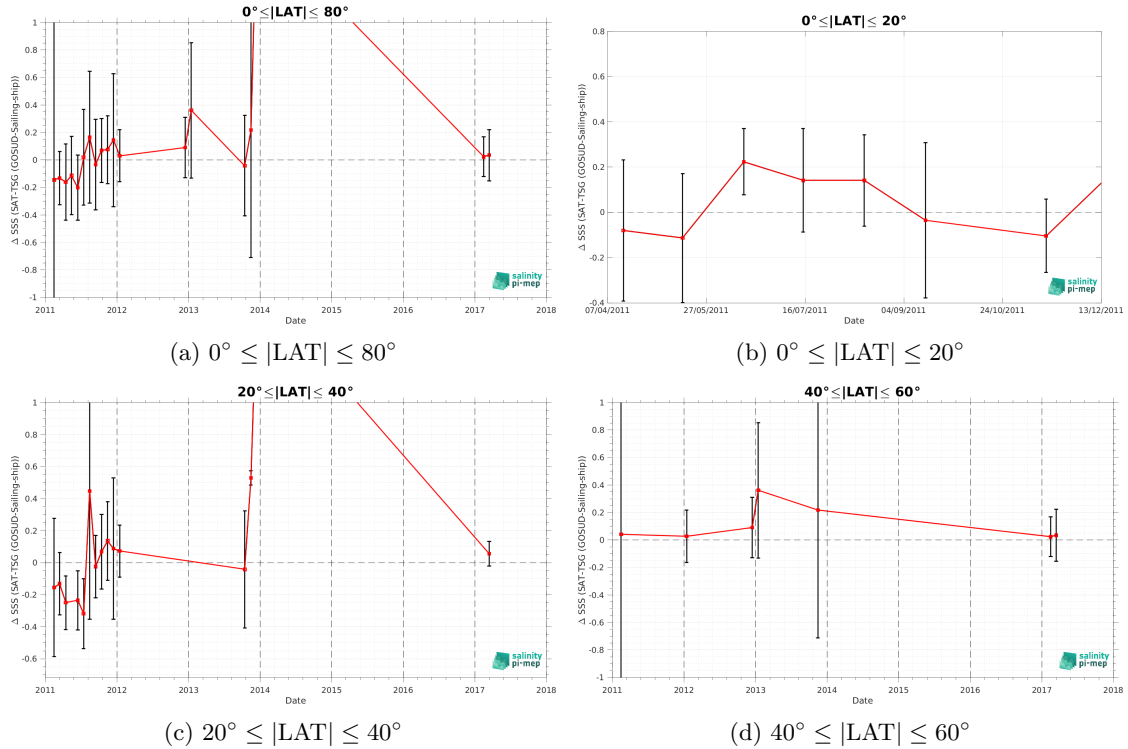 0°≤|LAT|≤ 80°
Δ SSS (SAT-TSG (GOSUD-Sailing-ship))
1
0.8
0.6
0.4
0.2
0
-0.2
-0.4
-0.6
-0.8
-1
2011 2012 2013 2014 2015 2016 2017 2018
Date
salinity
pi-mep
(a) 0° ≤ |LAT| ≤ 80°
0°≤|LAT|≤ 20°
Δ SSS (SAT-TSG (GOSUD-Sailing-ship))
0.8
0.6
0.4
0.2
0
-0.2
-0.4
07/04/2011 27/05/2011 16/07/2011 04/09/2011 24/10/2011 13/12/2011
Date
salinity
pi-mep
(b) 0° ≤ |LAT| ≤ 20°
20°≤|LAT|≤ 40°
Δ SSS (SAT-TSG (GOSUD-Sailing-ship))
1
0.8
0.6
0.4
0.2
0
-0.2
-0.4
-0.6
2011 2012 2013 2014 2015 2016 2017 2018
Date
salinity
pi-mep
(c) 20° ≤ |LAT| ≤ 40°
40°≤|LAT|≤ 60°
Δ SSS (SAT-TSG (GOSUD-Sailing-ship))
1
0.8
0.6
0.4
0.2
0
-0.2
-0.4
-0.6
-0.8
-1
2011 2012 2013 2014 2015 2016 2017 2018
Date
salinity
pi-mep
(d) 40° ≤ |LAT| ≤ 60°